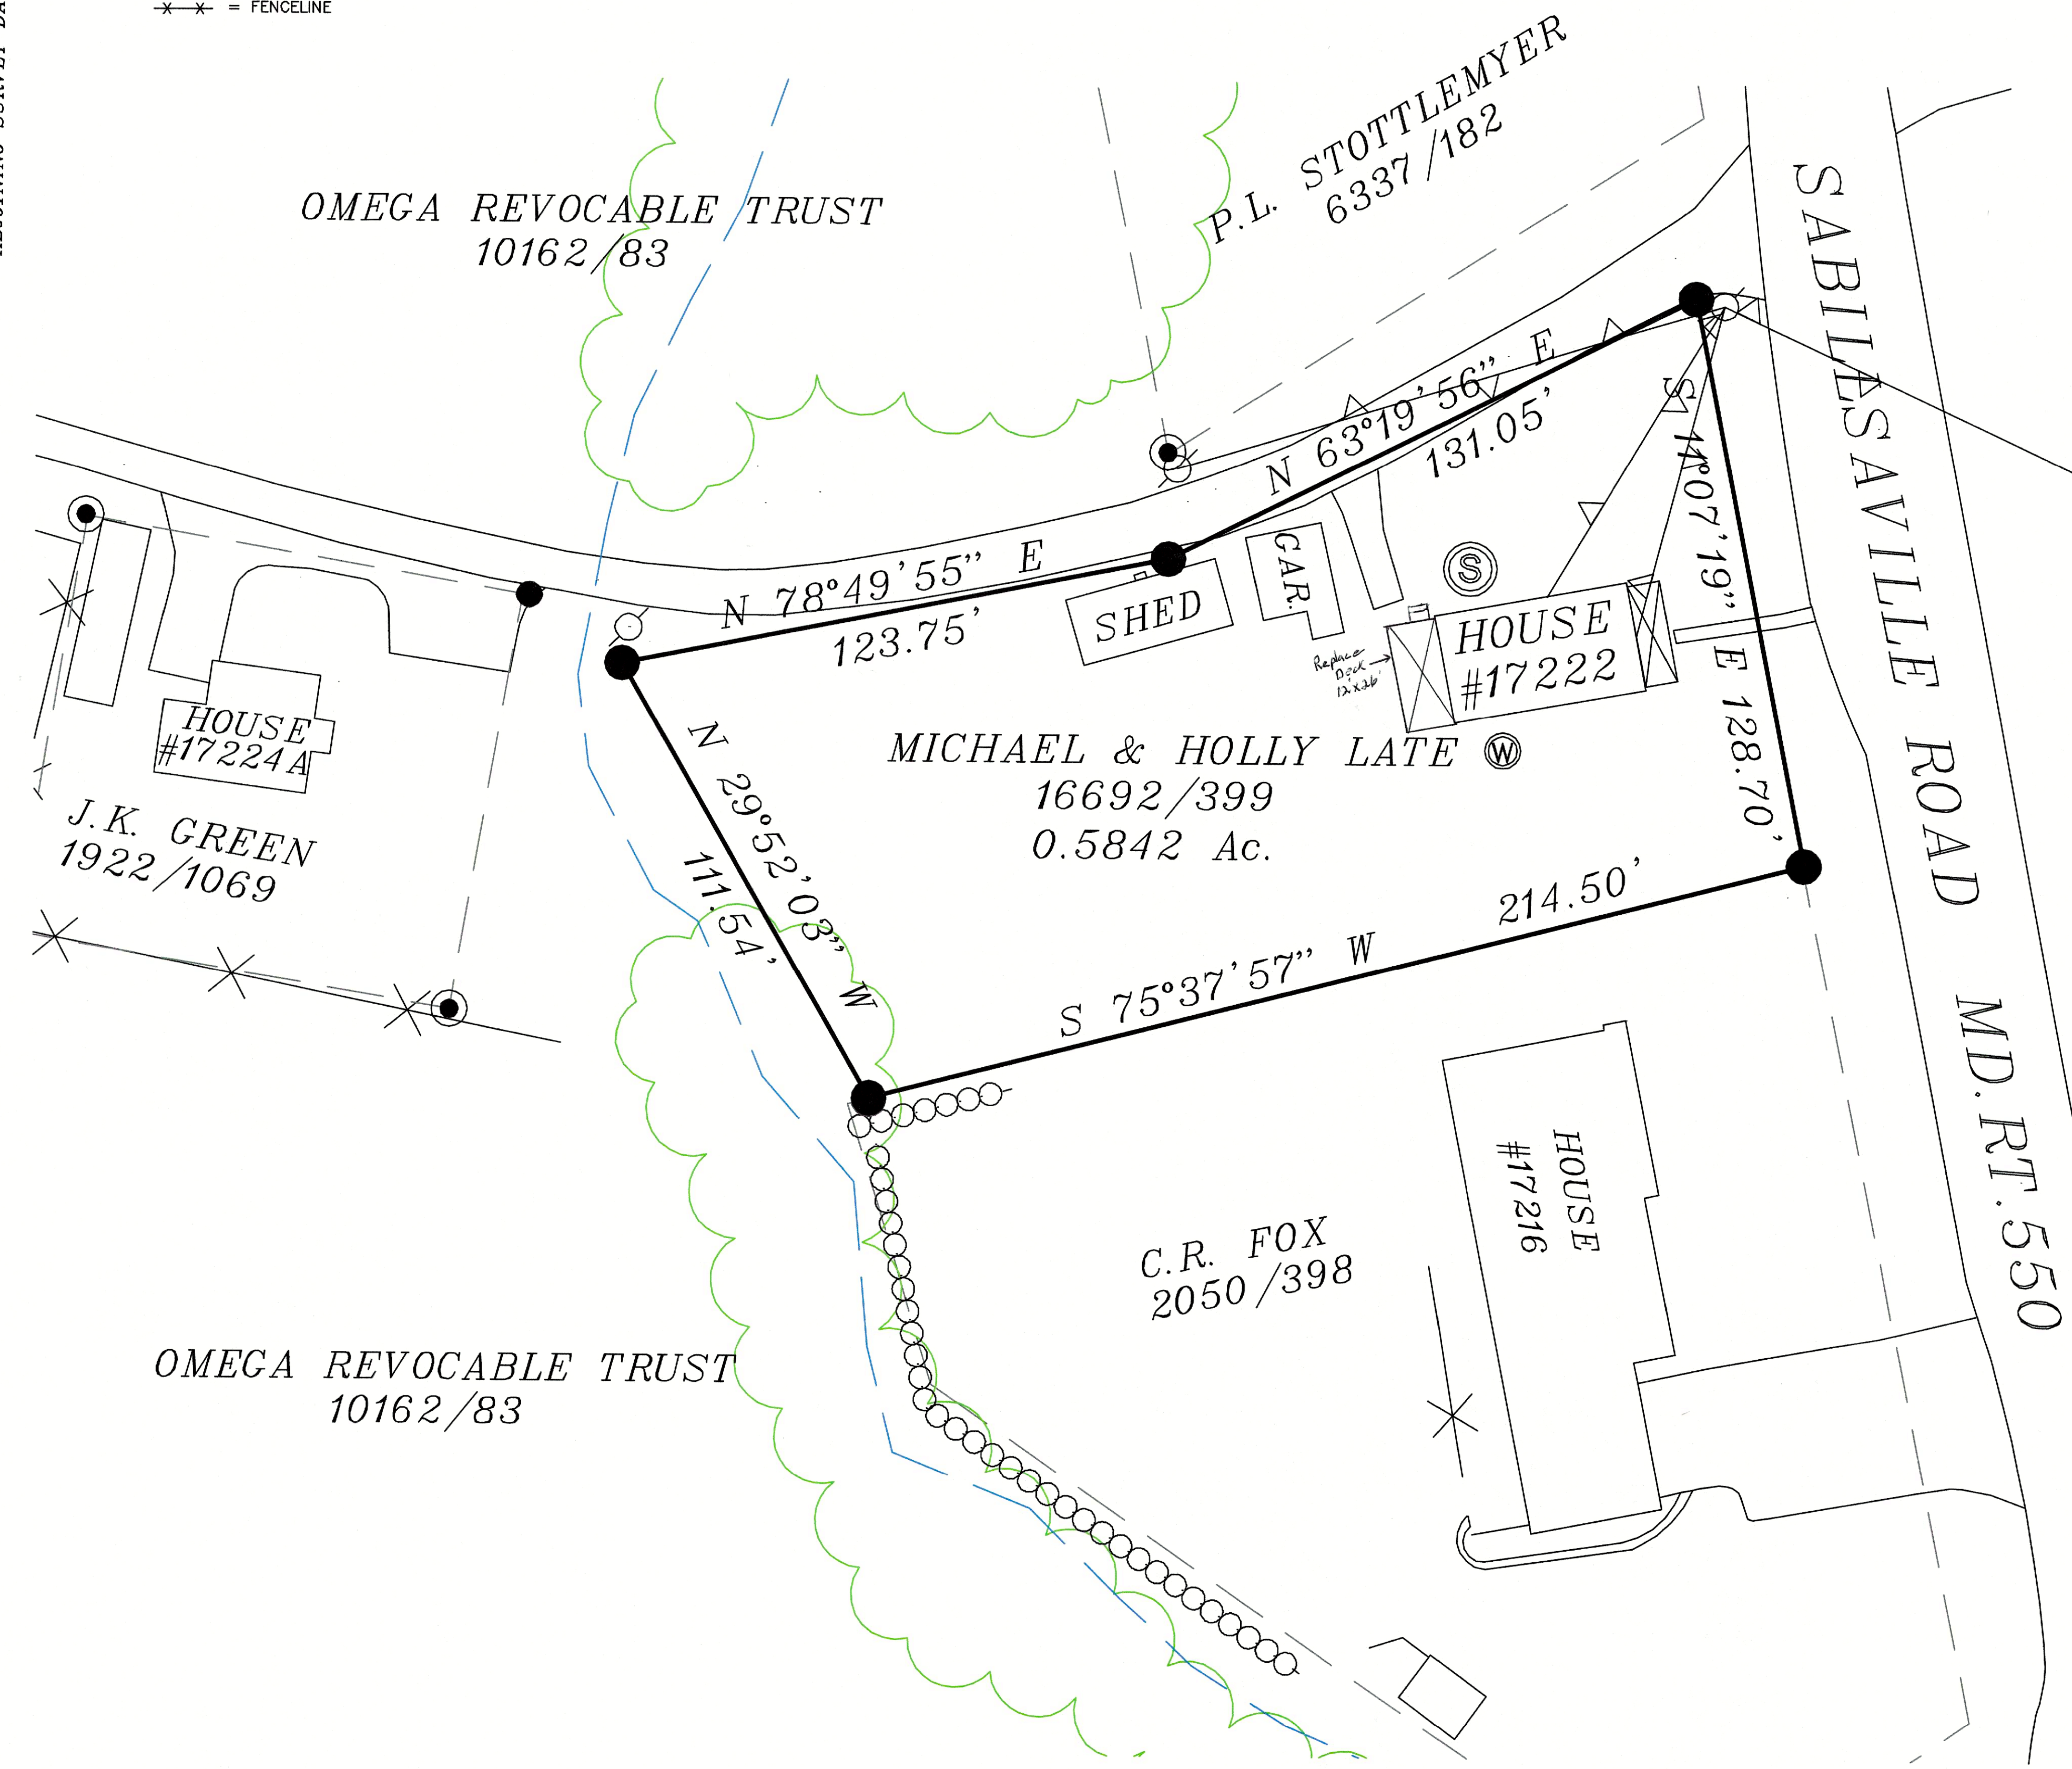 = FENCELINE
OMEGA REVOCABLE TRUST
10162/83
P.L. STOTTLEMYER
6337/182
SABILLASAVILLE ROAD MD.RT.550
N 63°19'56" E
131.05'
S 11°07'19" E 128.70'
N 78°49'55" E
123.75'
SHED
GAR.
S
HOUSE
#17222
Replace
Deck
12'x26'
HOUSE
#17224A
J.K. GREEN
1922/1069
MICHAEL & HOLLY LATE
W
16692/399
0.5842 Ac.
N 29°52'03" W
111.54'
214.50'
S 75°37'57" W
HOUSE
#17216
C.R. FOX
2050/398
OMEGA REVOCABLE TRUST
10162/83